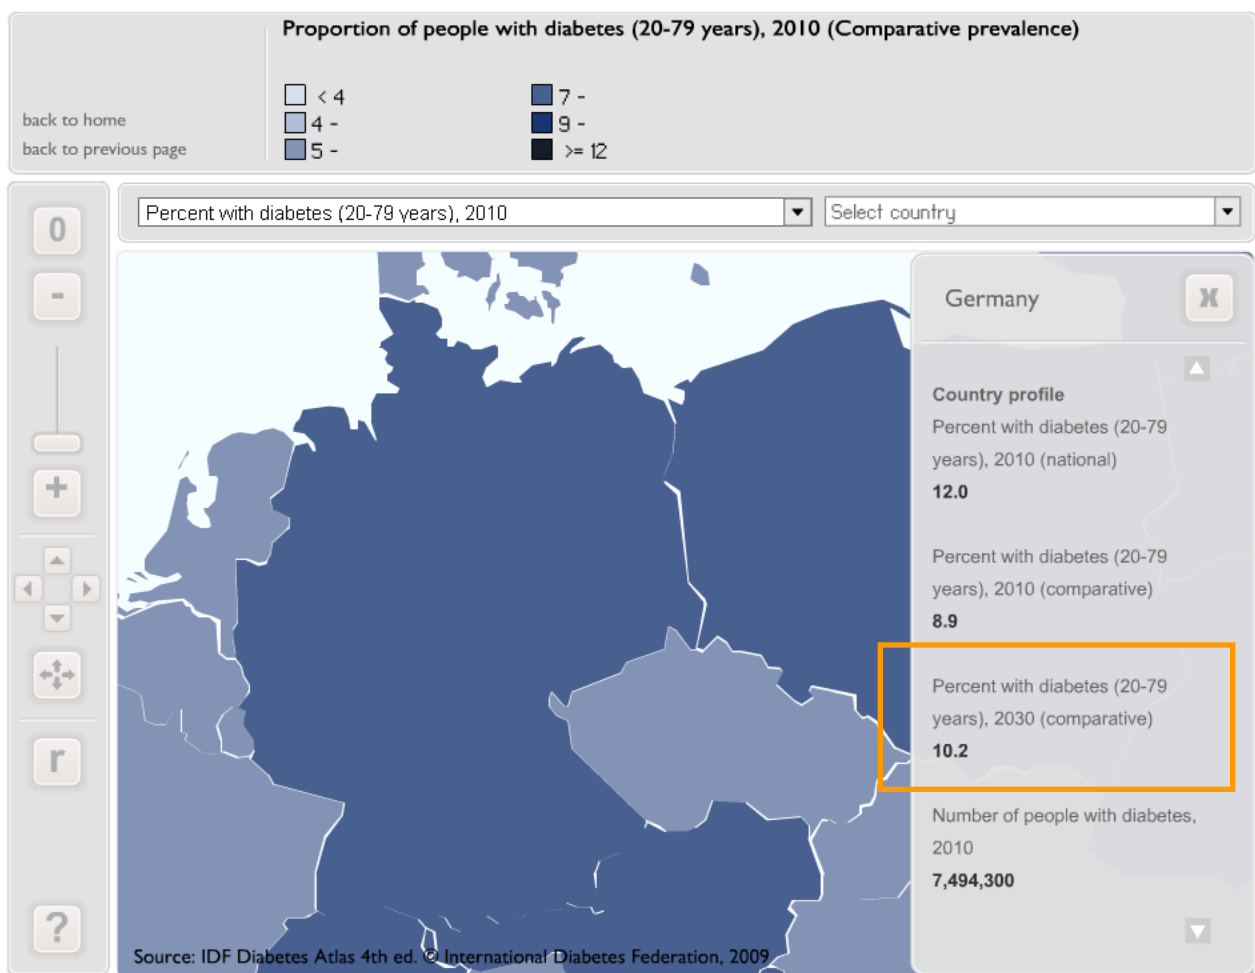 Proportion of people with diabetes (20-79 years), 2010 (Comparative prevalence)
< 4
7 -
back to home
4 -
9 -
back to previous page
5 -
>= 12
0
Percent with diabetes (20-79 years), 2010
Select country
-
+
r
?
Germany
x
Country profile
Percent with diabetes (20-79
years), 2010 (national)
12.0
Percent with diabetes (20-79
years), 2010 (comparative)
8.9
Percent with diabetes (20-79
years), 2030 (comparative)
10.2
Number of people with diabetes,
2010
7,494,300
Source: IDF Diabetes Atlas 4th ed. © International Diabetes Federation, 2009